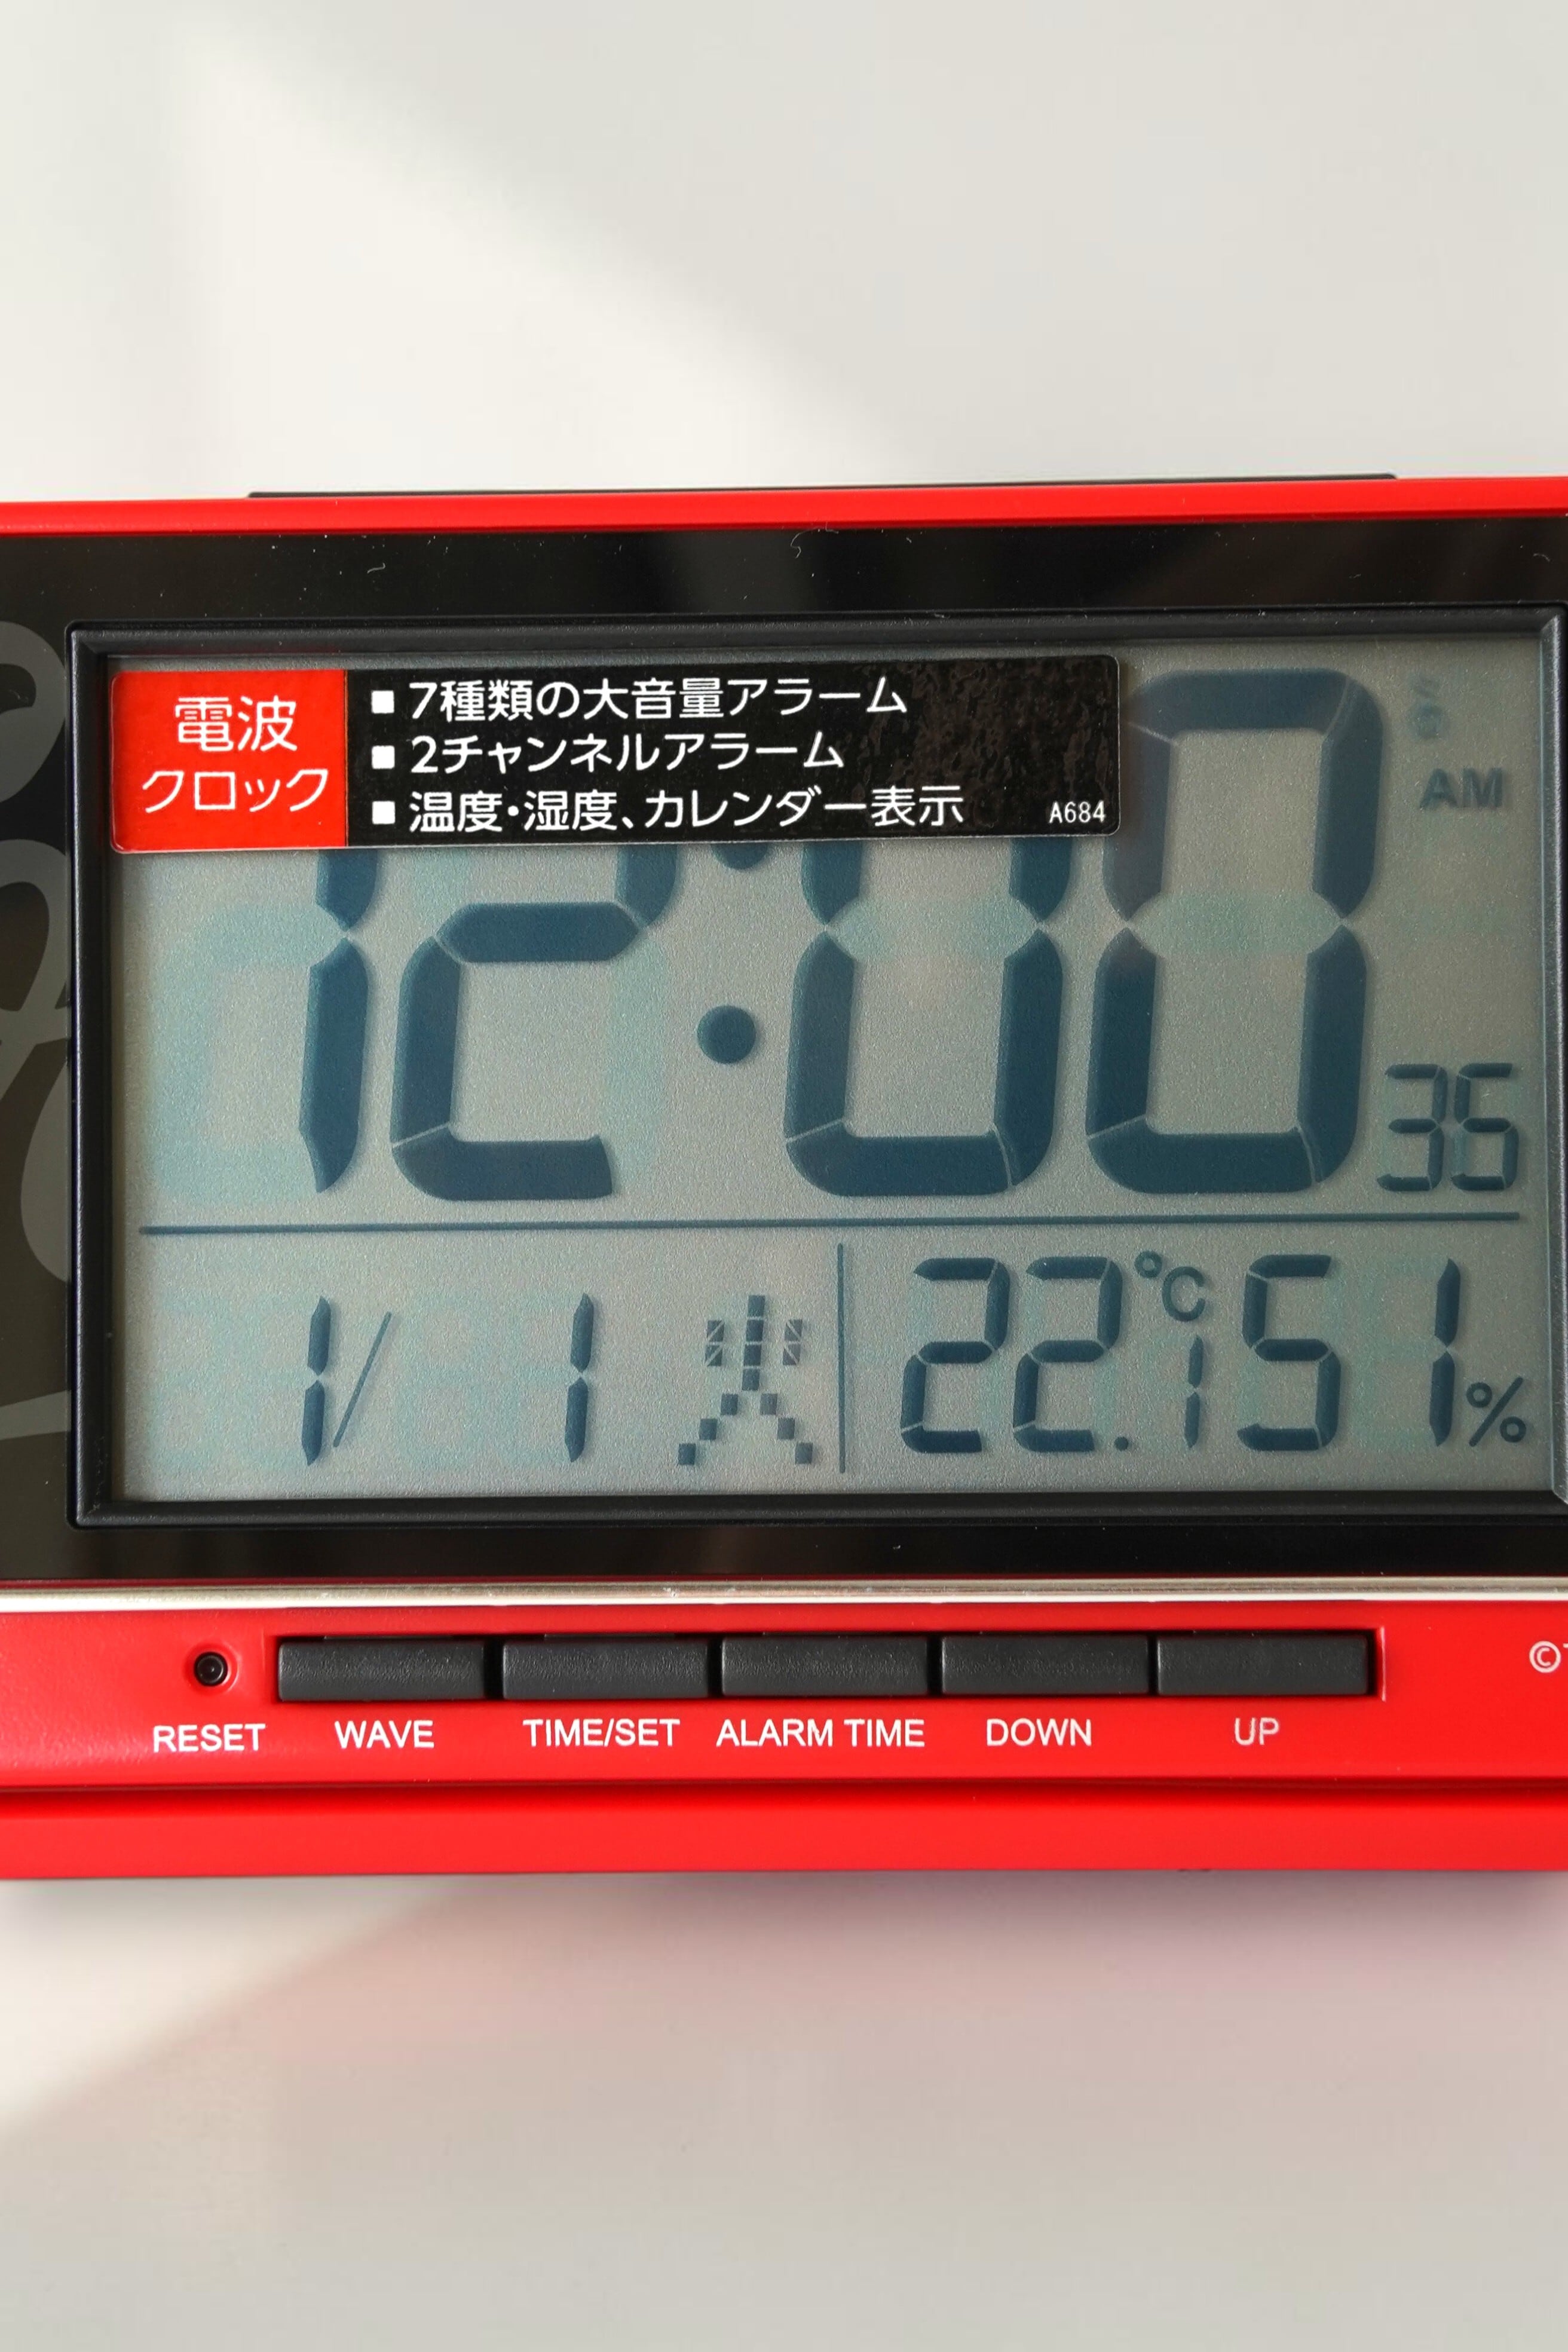 電波
クロック
■ 7種類の大音量アラーム
■ 2チャンネルアラーム
■ 温度・湿度、カレンダー表示 A684
AM
12:00 36
1/ 1 火 22.1℃ 51%
RESET WAVE TIME/SET ALARM TIME DOWN UP
©